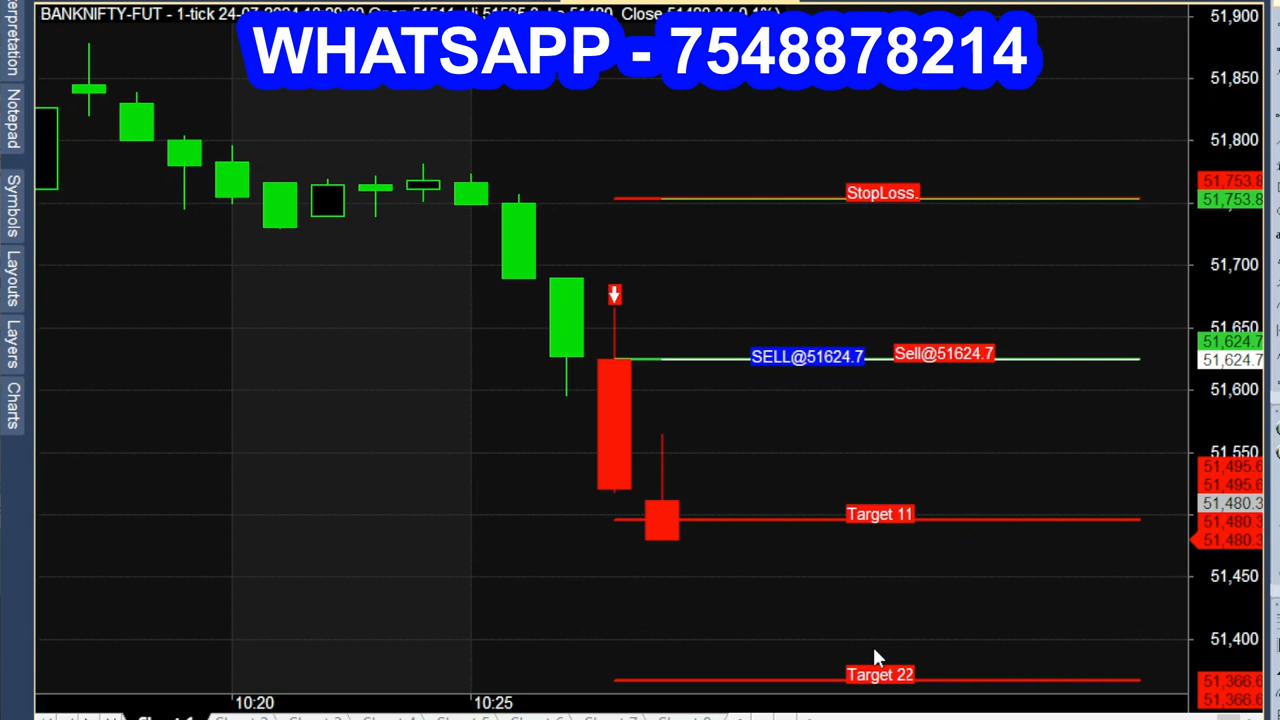 BANKNIFTY-FUT - 1-tick
WHATSAPP - 7548878214
Notepad
Symbols
Layouts
Layers
Charts
51,900
51,850
51,800
51,753.8
51,753.8
51,700
51,650
51,624.7
51,624.7
51,600
51,550
51,495.6
51,495.6
51,480.3
51,480.3
51,480.3
51,450
51,400
51,366.6
51,366.6
StopLoss.
SELL@51624.7
Sell@51624.7
Target 11
Target 22
10:20
10:25